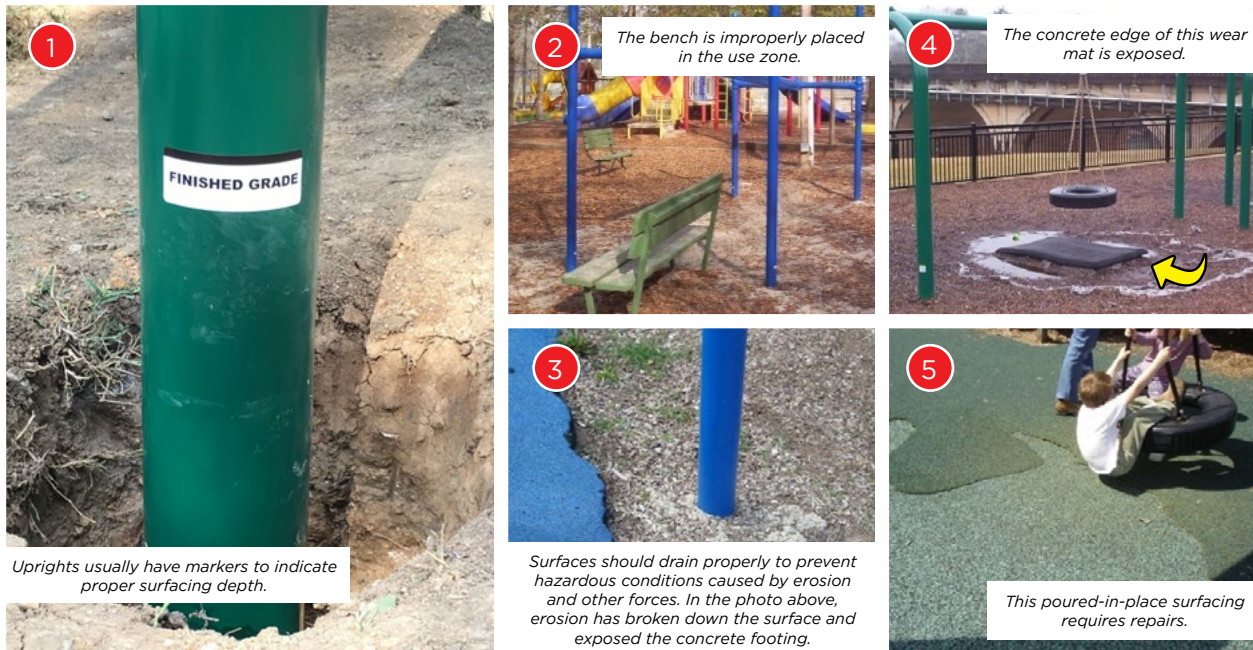 1
FINISHED GRADE
Uprights usually have markers to indicate
proper surfacing depth.
2
The bench is improperly placed
in the use zone.
3
Surfaces should drain properly to prevent
hazardous conditions caused by erosion
and other forces. In the photo above,
erosion has broken down the surface and
exposed the concrete footing.
4
The concrete edge of this wear
mat is exposed.
5
This poured-in-place surfacing
requires repairs.